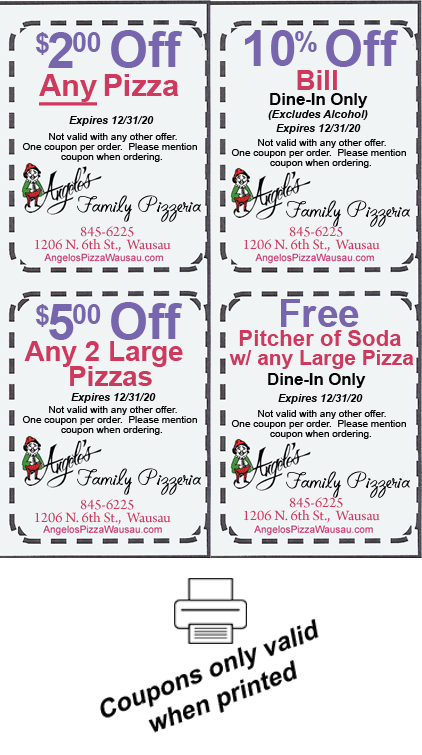 $2.00 Off
Any Pizza
Expires 12/31/20
Not valid with any other offer.
One coupon per order. Please mention
coupon when ordering.
Angelo's
Family Pizzeria
845-6225
1206 N. 6th St., Wausau
AngelosPizzaWausau.com
10% Off
Bill
Dine-In Only
(Excludes Alcohol)
Expires 12/31/20
Not valid with any other offer.
One coupon per order. Please mention
coupon when ordering.
Angelo's
Family Pizzeria
845-6225
1206 N. 6th St., Wausau
AngelosPizzaWausau.com
$5.00 Off
Any 2 Large
Pizzas
Expires 12/31/20
Not valid with any other offer.
One coupon per order. Please mention
coupon when ordering.
Angelo's
Family Pizzeria
845-6225
1206 N. 6th St., Wausau
AngelosPizzaWausau.com
Free
Pitcher of Soda
w/ any Large Pizza
Dine-In Only
Expires 12/31/20
Not valid with any other offer.
One coupon per order. Please mention
coupon when ordering.
Angelo's
Family Pizzeria
845-6225
1206 N. 6th St., Wausau
AngelosPizzaWausau.com
Coupons only valid
when printed